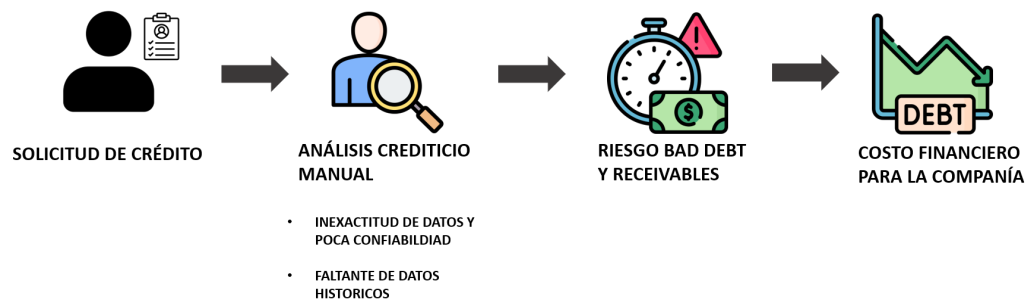 SOLICITUD DE CRÉDITO
ANÁLISIS CREDITICIO
MANUAL
• INEXACTITUD DE DATOS Y
POCA CONFIABILDIAD
• FALTANTE DE DATOS
HISTORICOS
$
RIESGO BAD DEBT
Y RECEIVABLES
DEBT
COSTO FINANCIERO
PARA LA COMPAÑÍA